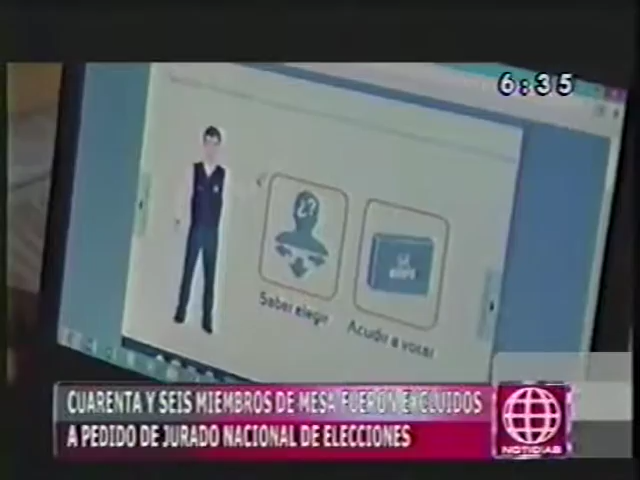 6:35
Saber elegir
Acudir a votar
CUARENTA Y SEIS MIEMBROS DE MESA FUERON EXCLUIDOS
A PEDIDO DE JURADO NACIONAL DE ELECCIONES
NOTICIAS